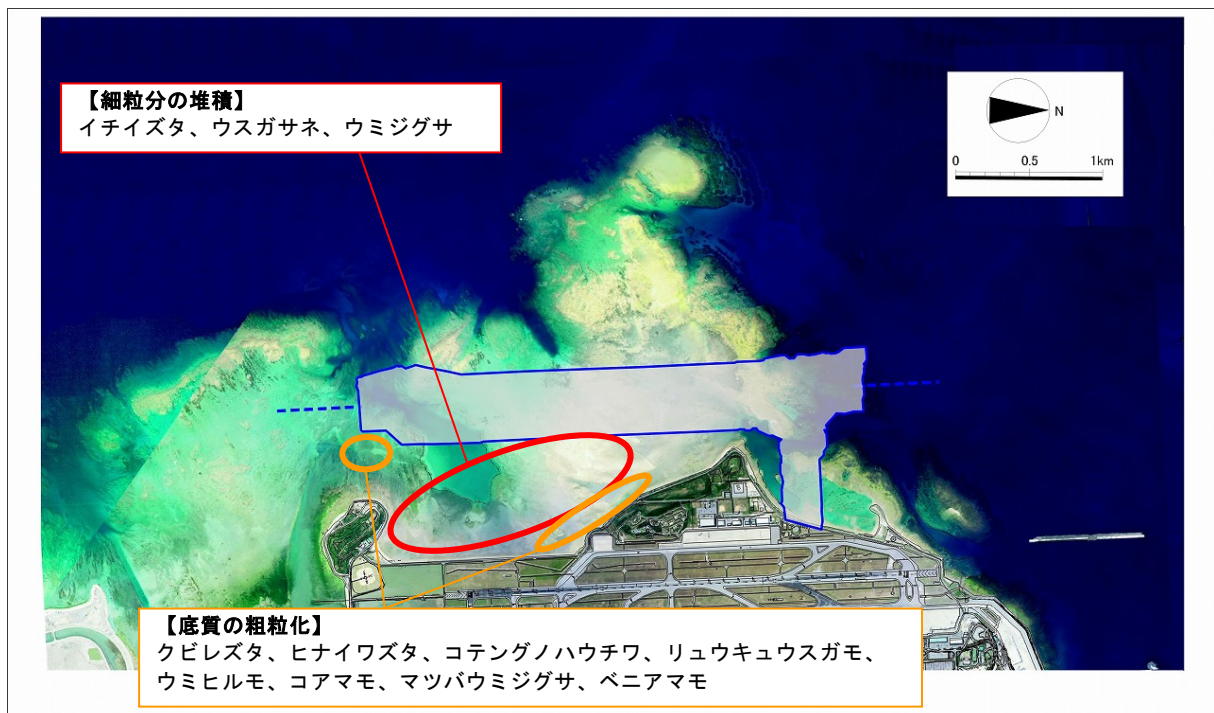 【細粒分の堆積】
イチイズタ、ウスガサネ、ウミジグサ
N
0 0.5 1km
【底質の粗粒化】
クビレズタ、ヒナイワズタ、コテングノハウチワ、リュウキュウスガモ、
ウミヒルモ、コアマモ、マツバウミジグサ、ベニアマモ